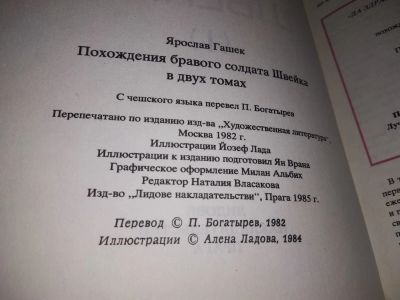 Ярослав Гашек
Похождения бравого солдата Швейка
в двух томах
С чешского языка перевел П. Богатырев
Перепечатано по изданию изд-ва „Художественная литература",
Москва 1982 г.
Иллюстрации Йозеф Лада
Иллюстрации к изданию подготовил Ян Врана
Графическое оформление Милан Альбих
Редактор Наталия Власакова
Изд-во „Лидове накладательстви", Прага 1985 г.
Перевод © П. Богатырев, 1982
Иллюстрации © Алена Ладова, 1984